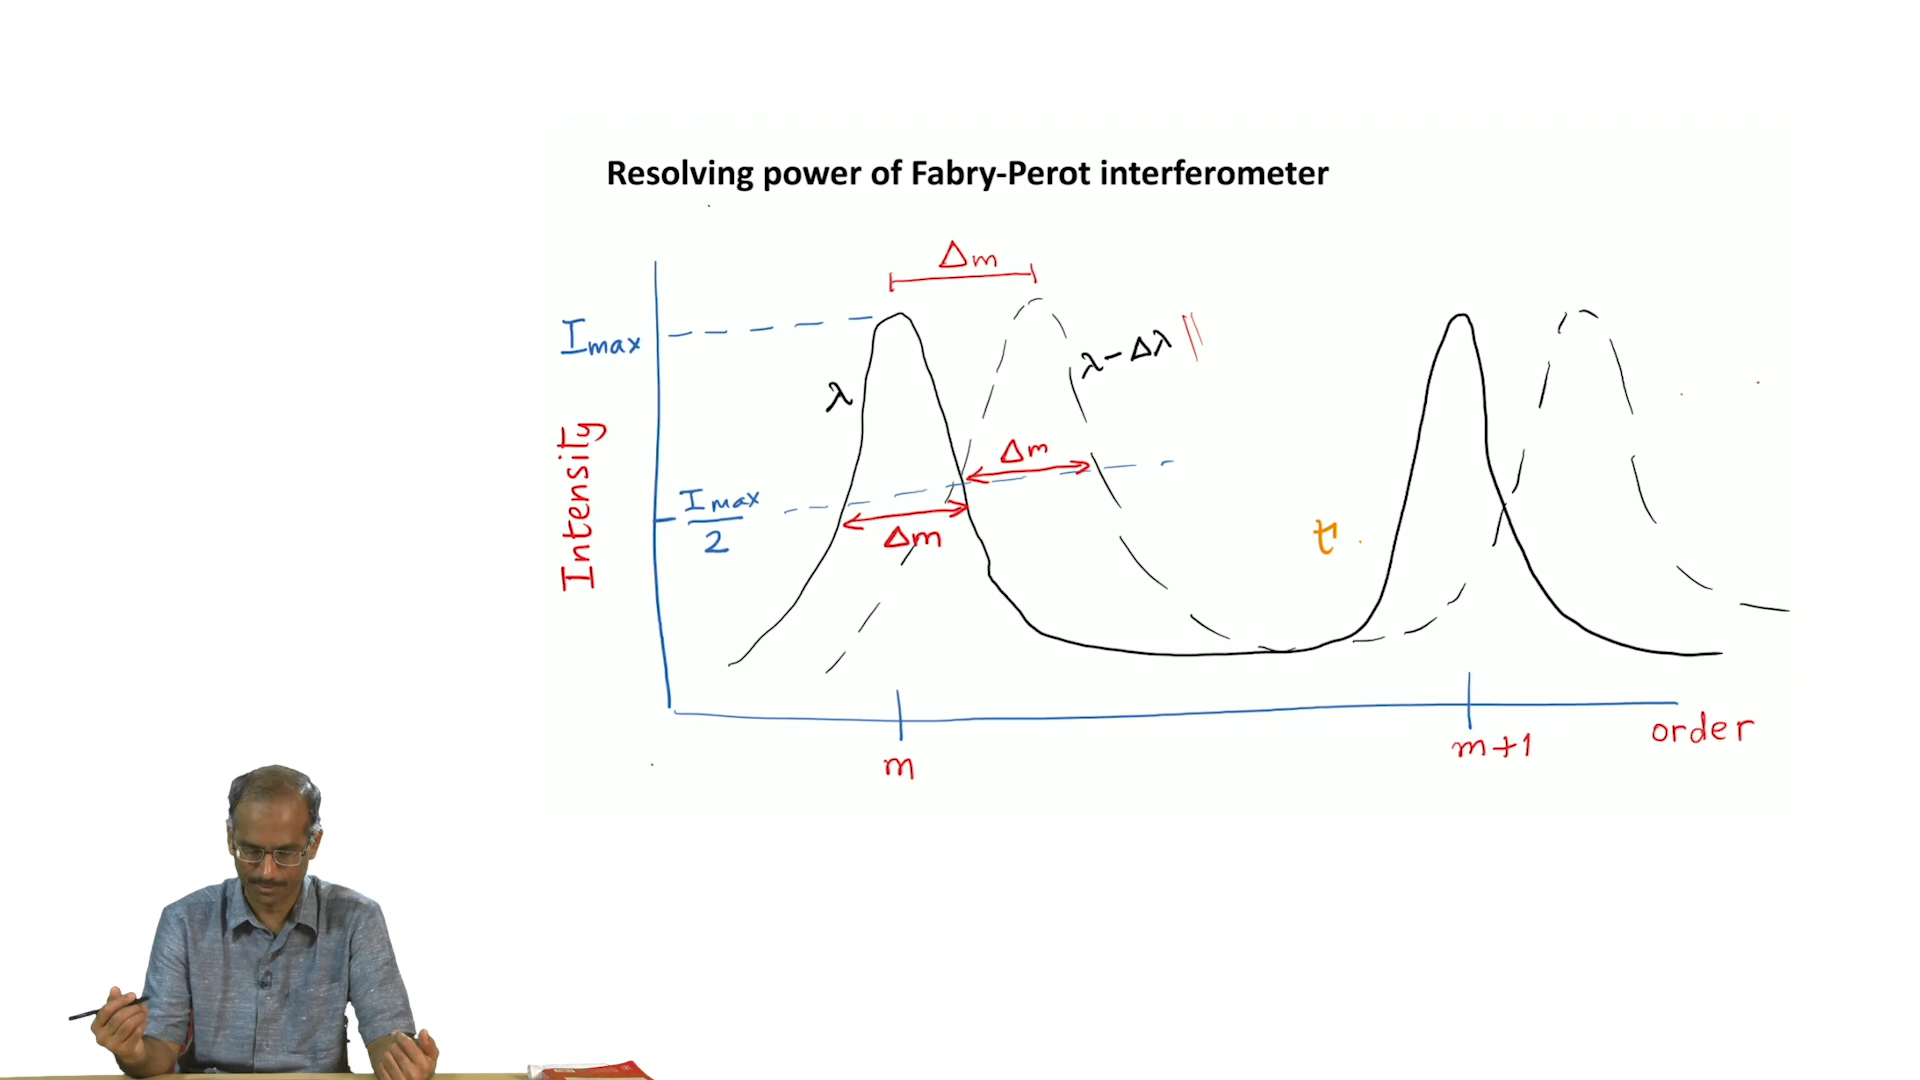 Resolving power of Fabry-Perot interferometer
Δm
Imax
λ
λ-Δλ
Intensity
Δm
Imax
2
Δm
m
m+1
order